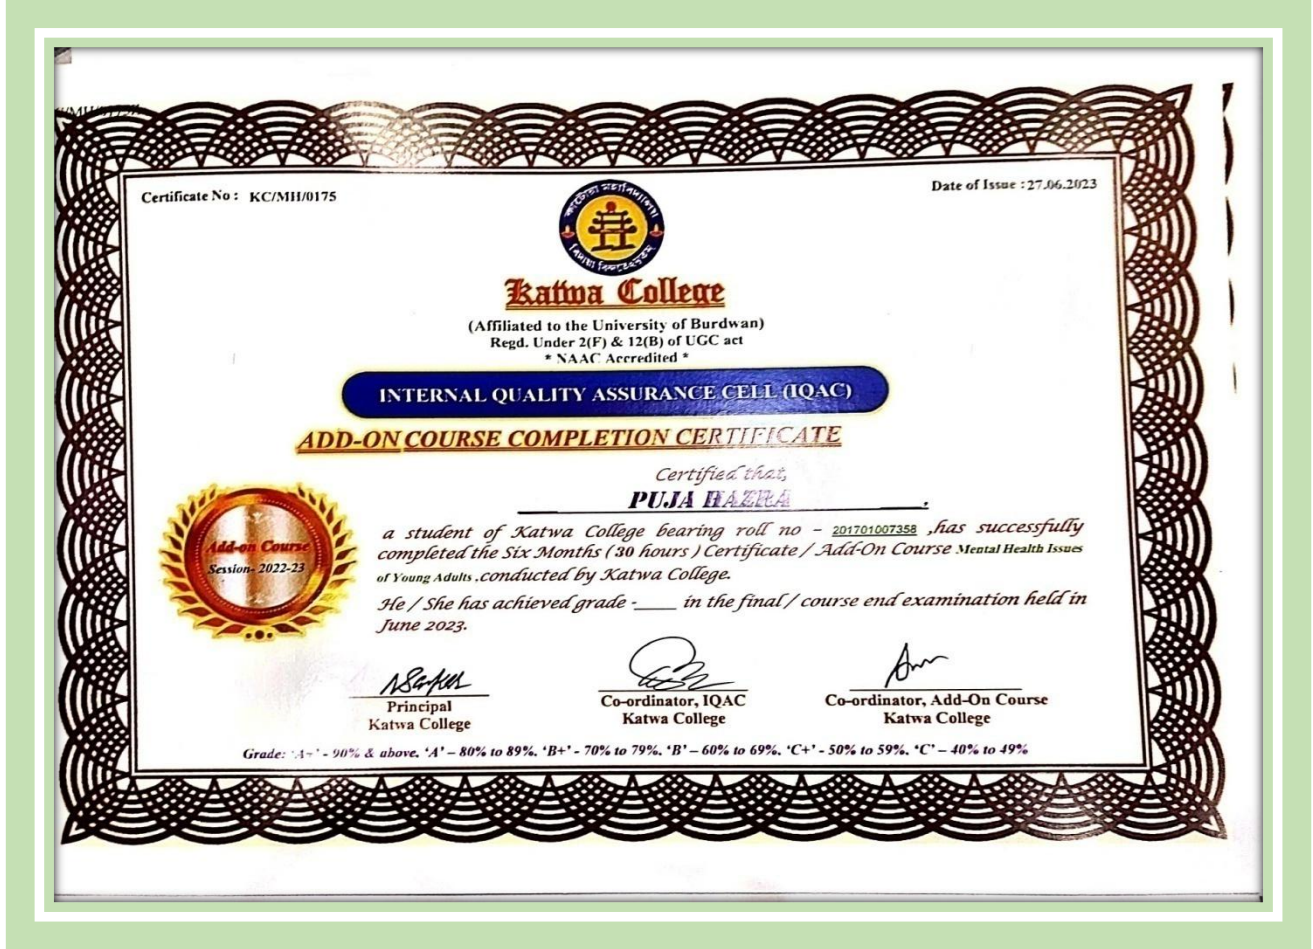 Certificate No : KC/MH/0175
Date of Issue : 27.06.2023
কাটোয়া মহাবিদ্যালয়
Katwa College
(Affiliated to the University of Burdwan)
Regd. Under 2(F) & 12(B) of UGC act
* NAAC Accredited *
INTERNAL QUALITY ASSURANCE CELL (IQAC)
ADD-ON COURSE COMPLETION CERTIFICATE
Certified that,
PUJA HAZRA.
a student of Katwa College bearing roll no – 201701007358 ,has successfully
completed the Six Months ( 30 hours ) Certificate / Add-On Course Mental Health Issues
of Young Adults ,conducted by Katwa College.
He / She has achieved grade -____ in the final / course end examination held in
June 2023.
Add-on Course
Session- 2022-23
Principal
Katwa College
Co-ordinator, IQAC
Katwa College
Co-ordinator, Add-On Course
Katwa College
Grade: 'A+' - 90% & above, 'A' – 80% to 89%, 'B+' - 70% to 79%, 'B' – 60% to 69%, 'C+' - 50% to 59%, 'C' – 40% to 49%